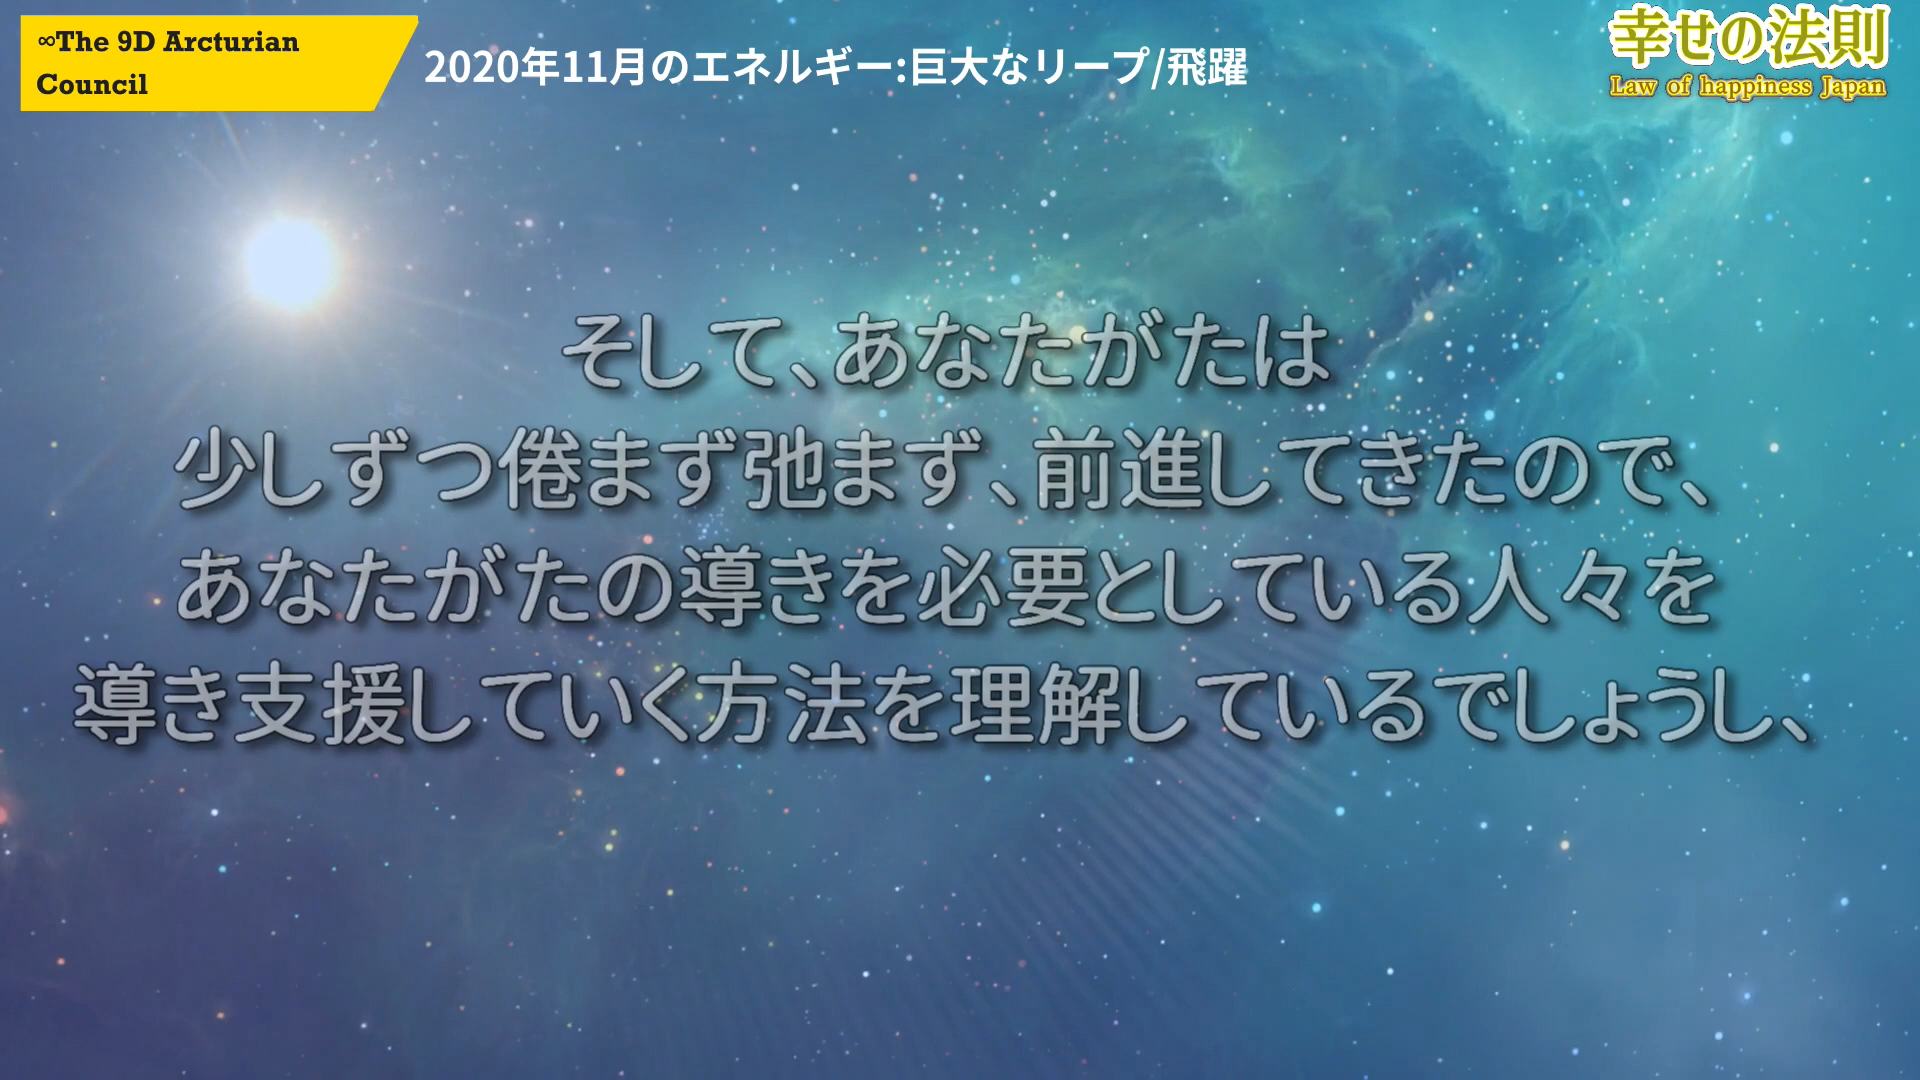 ∞The 9D Arcturian
Council
2020年11月のエネルギー:巨大なリープ/飛躍
幸せの法則
Law of happiness Japan
そして、あなたがたは
少しずつ倦まず弛まず、前進してきたので、
あなたがたの導きを必要としている人々を
導き支援していく方法を理解しているでしょうし、